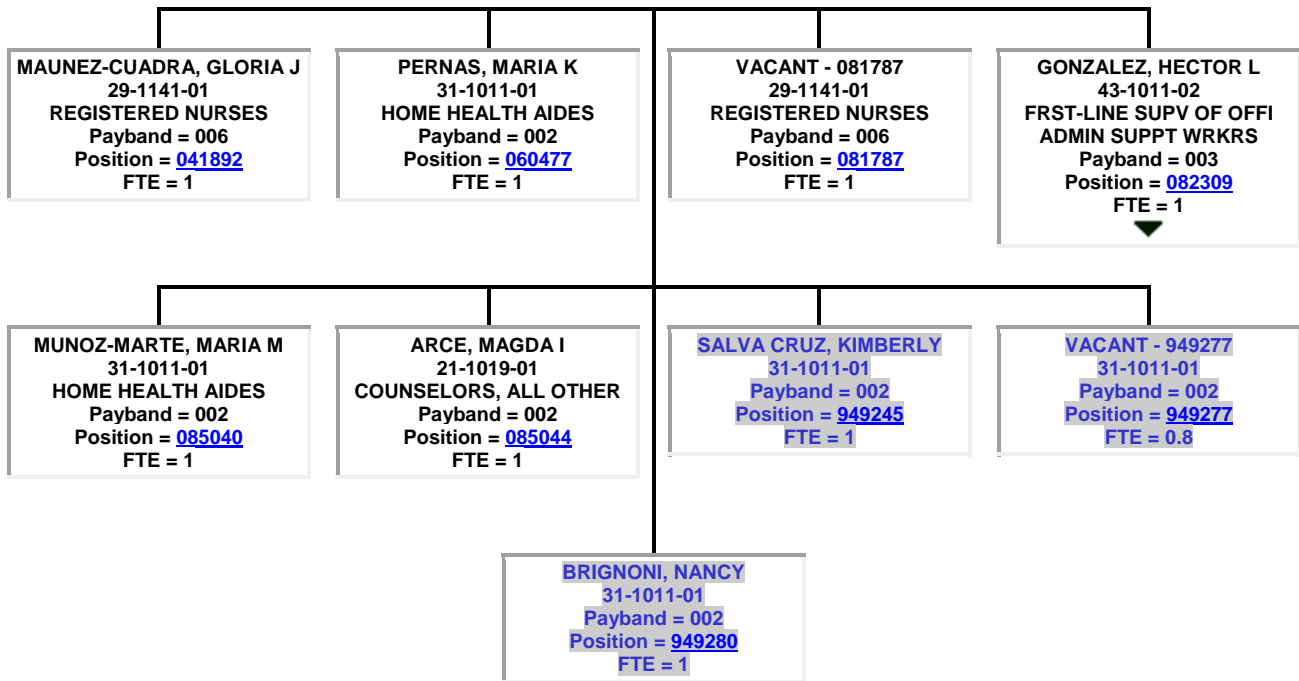 MAUNEZ-CUADRA, GLORIA J
29-1141-01
REGISTERED NURSES
Payband = 006
Position = 041892
FTE = 1
PERNAS, MARIA K
31-1011-01
HOME HEALTH AIDES
Payband = 002
Position = 060477
FTE = 1
VACANT - 081787
29-1141-01
REGISTERED NURSES
Payband = 006
Position = 081787
FTE = 1
GONZALEZ, HECTOR L
43-1011-02
FRST-LINE SUPV OF OFFI
ADMIN SUPPT WRKRS
Payband = 003
Position = 082309
FTE = 1
MUNOZ-MARTE, MARIA M
31-1011-01
HOME HEALTH AIDES
Payband = 002
Position = 085040
FTE = 1
ARCE, MAGDA I
21-1019-01
COUNSELORS, ALL OTHER
Payband = 002
Position = 085044
FTE = 1
SALVA CRUZ, KIMBERLY
31-1011-01
Payband = 002
Position = 949245
FTE = 1
VACANT - 949277
31-1011-01
Payband = 002
Position = 949277
FTE = 0.8
BRIGNONI, NANCY
31-1011-01
Payband = 002
Position = 949280
FTE = 1